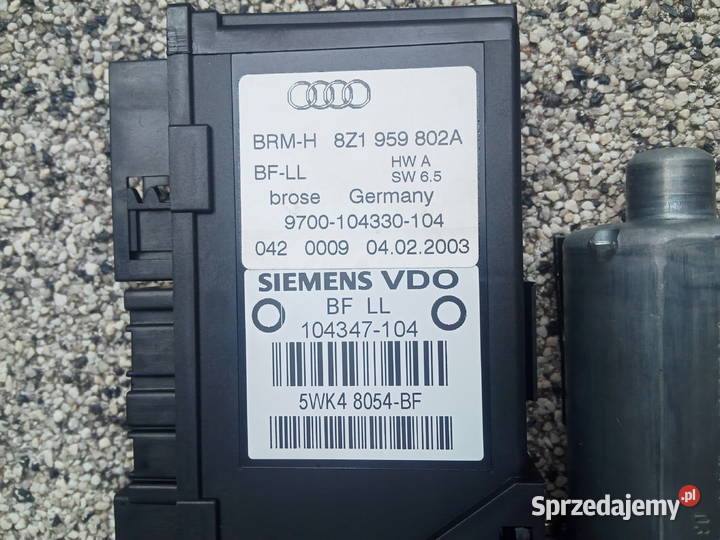 BRM-H 8Z1 959 802A
BF-LL HW A
SW 6.5
brose Germany
9700-104330-104
042 0009 04.02.2003
SIEMENS VDO
BF LL
104347-104
5WK4 8054-BF
Sprzedajemy.pl